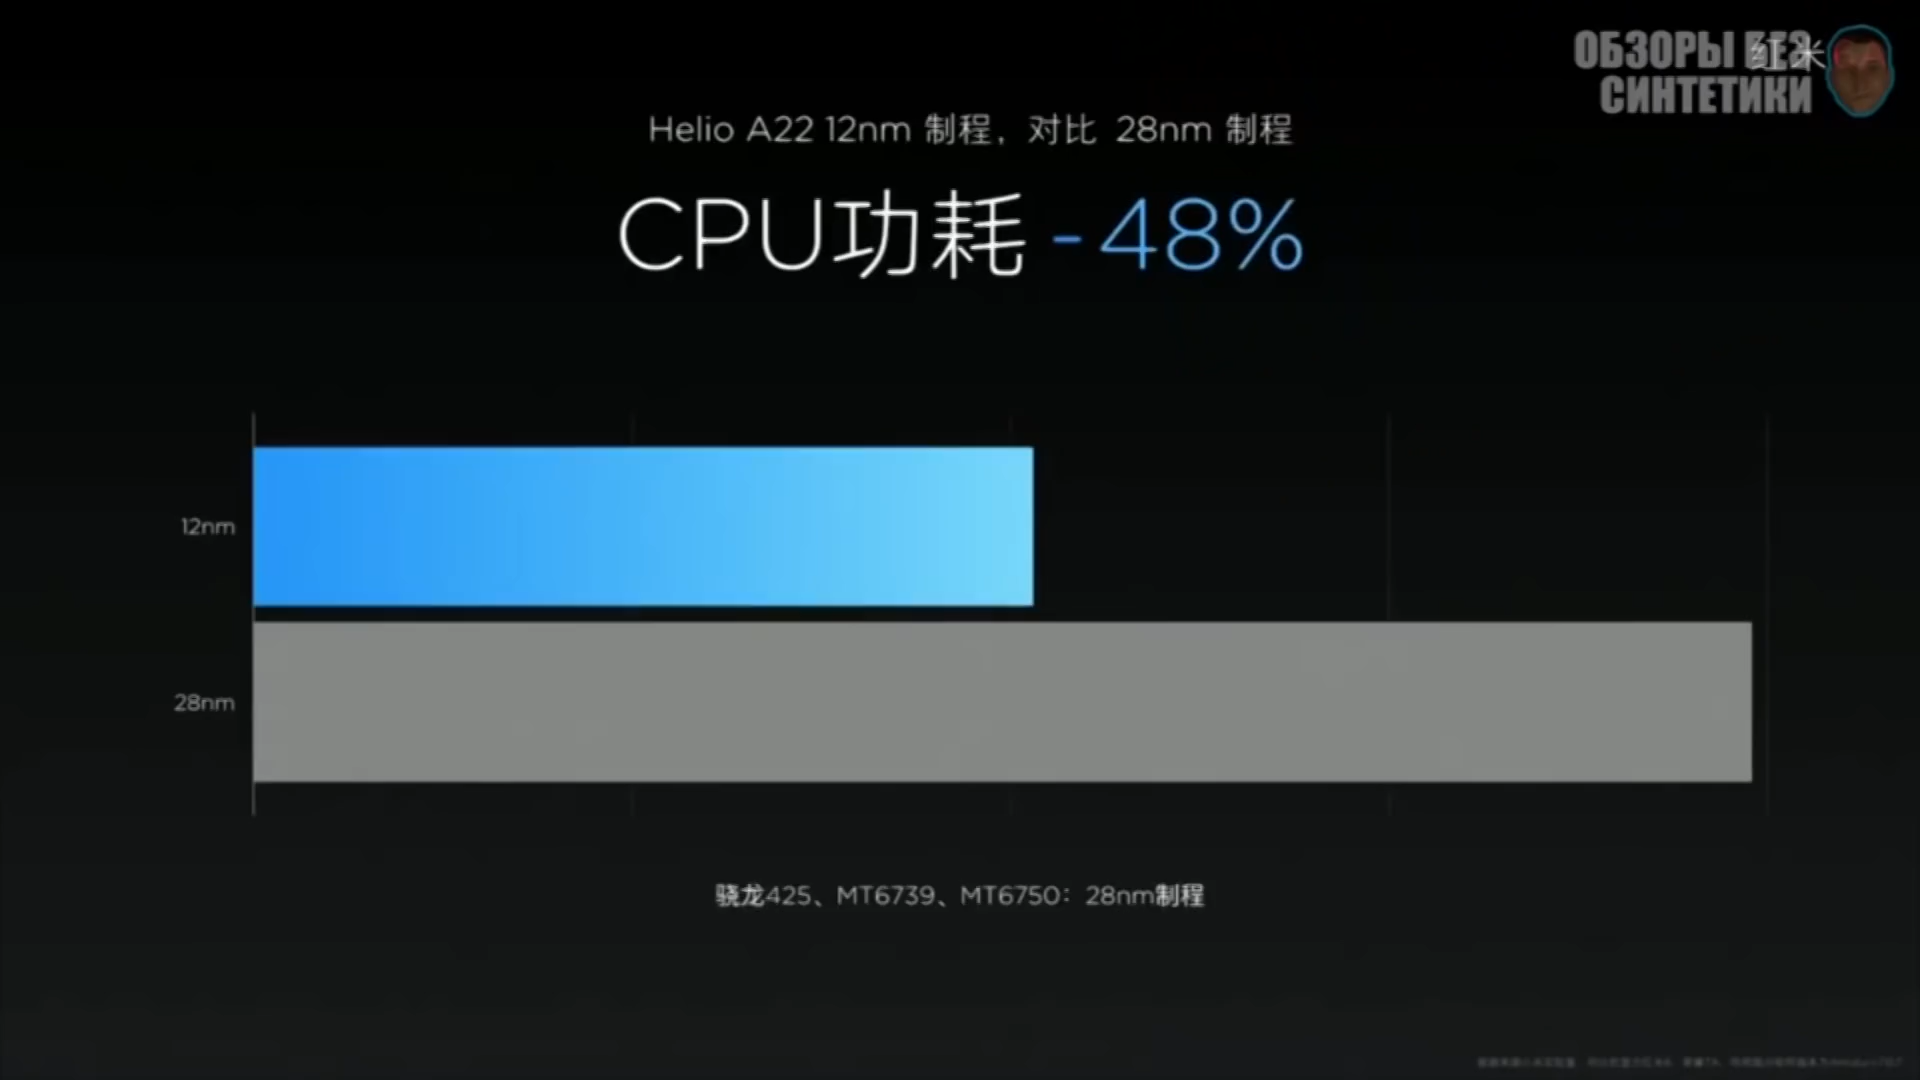 ОБЗОРЫ БЕЗ
红米
СИНТЕТИКИ
Helio A22 12nm 制程，对比 28nm 制程
CPU功耗 -48%
12nm
28nm
骁龙425、MT6739、MT6750：28nm制程